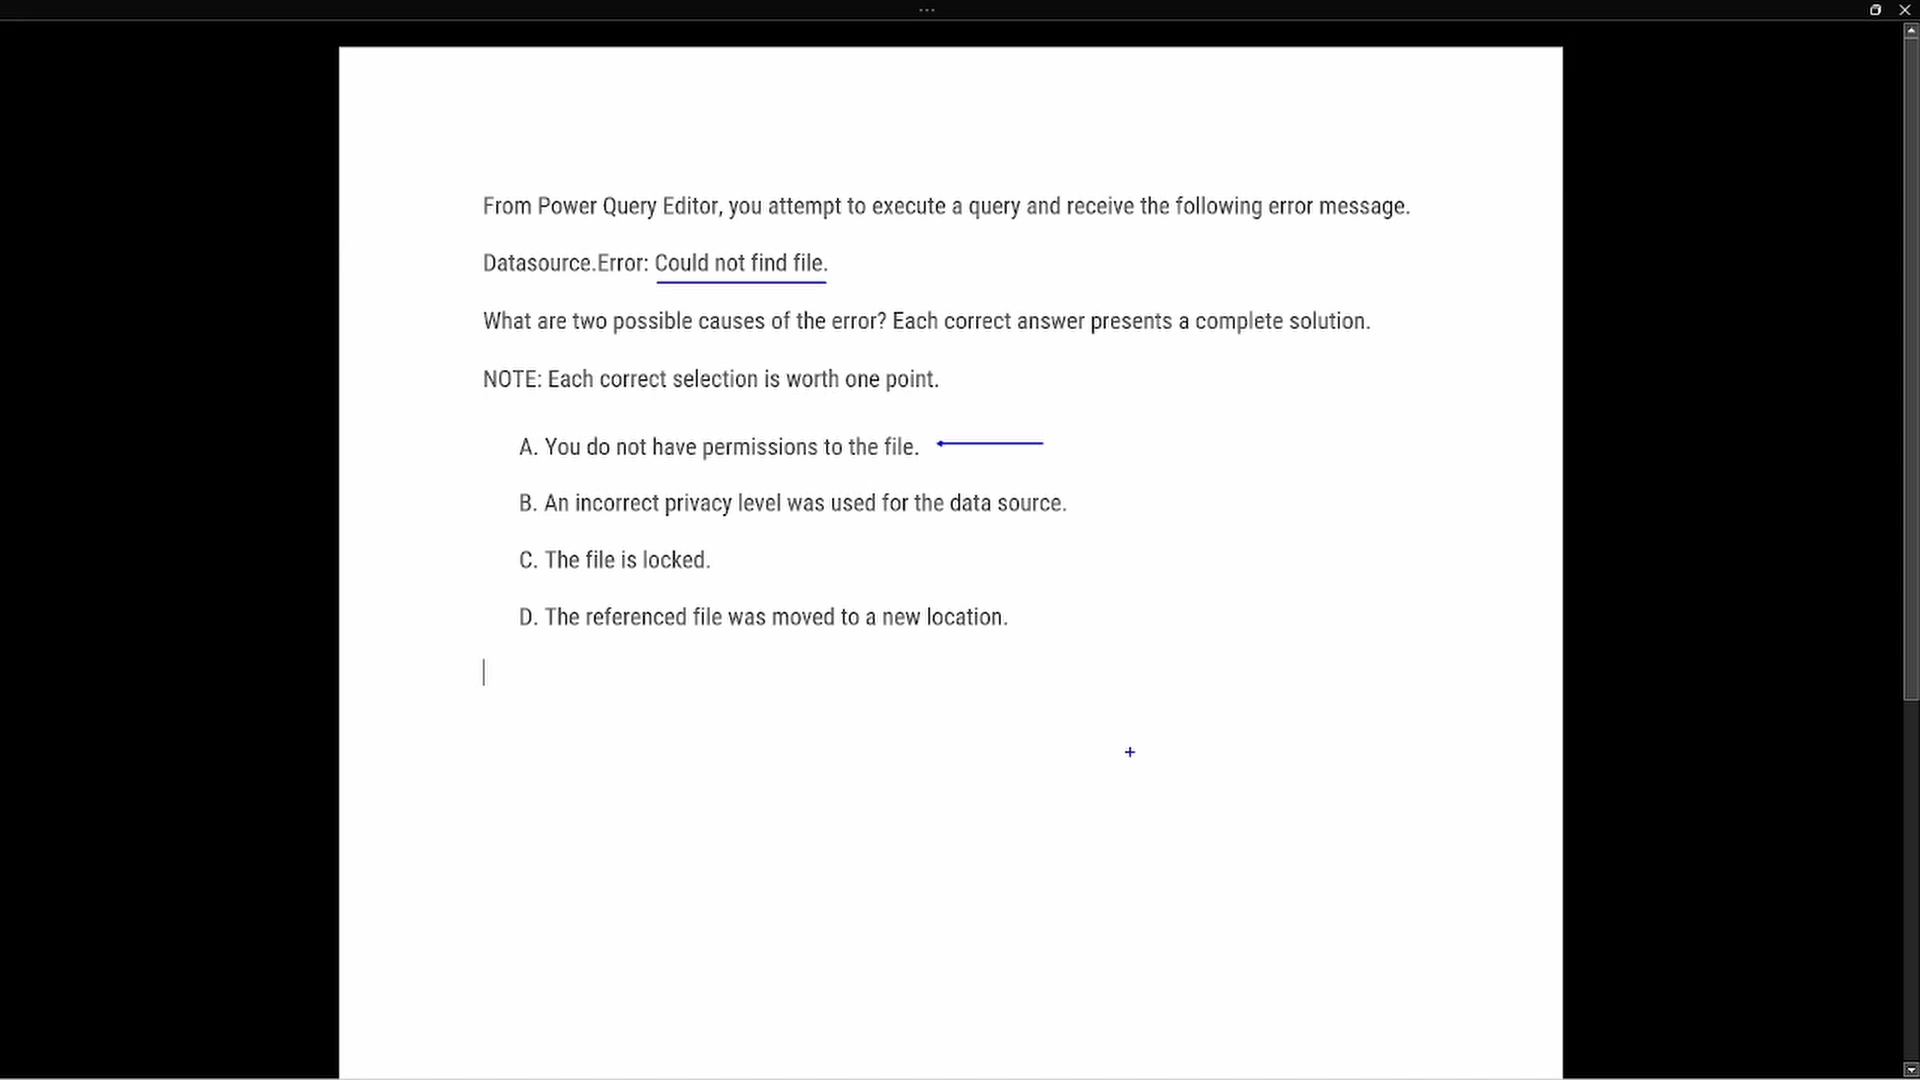 From Power Query Editor, you attempt to execute a query and receive the following error message.
Datasource.Error: Could not find file.
What are two possible causes of the error? Each correct answer presents a complete solution.
NOTE: Each correct selection is worth one point.
A. You do not have permissions to the file.
B. An incorrect privacy level was used for the data source.
C. The file is locked.
D. The referenced file was moved to a new location.